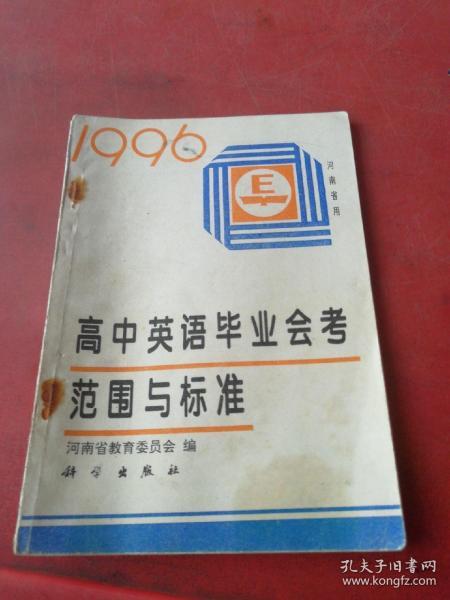 1996
E
河南省用
高中英语毕业会考
范围与标准
河南省教育委员会 编
科学出版社
孔夫子旧书网
www.kongfz.com